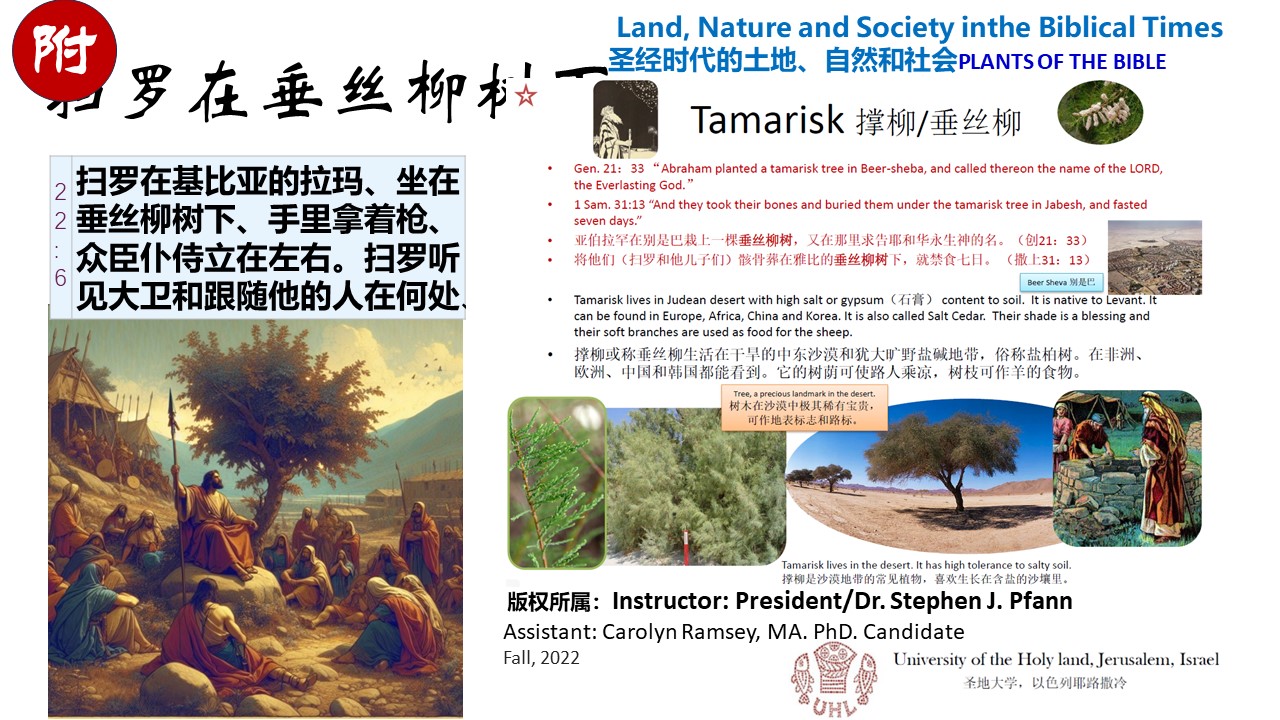 附
扫罗在垂丝柳树下
22:6
扫罗在基比亚的拉玛、坐在
垂丝柳树下、手里拿着枪、
众臣仆侍立在左右。扫罗听
见大卫和跟随他的人在何处、
Land, Nature and Society inthe Biblical Times
圣经时代的土地、自然和社会PLANTS OF THE BIBLE
Tamarisk 撑柳/垂丝柳
• Gen. 21：33 “Abraham planted a tamarisk tree in Beer-sheba, and called thereon the name of the LORD,
the Everlasting God.”
• 1 Sam. 31:13 “And they took their bones and buried them under the tamarisk tree in Jabesh, and fasted
seven days.”
• 亚伯拉罕在别是巴栽上一棵垂丝柳树，又在那里求告耶和华永生神的名。（创21：33）
• 将他们（扫罗和他儿子们）骸骨葬在雅比的垂丝柳树下，就禁食七日。 （撒上31：13）
Beer Sheva 别是巴
• Tamarisk lives in Judean desert with high salt or gypsum（石膏） content to soil. It is native to Levant. It
can be found in Europe, Africa, China and Korea. It is also called Salt Cedar. Their shade is a blessing and
their soft branches are used as food for the sheep.
• 撑柳或称垂丝柳生活在干旱的中东沙漠和犹大旷野盐碱地带，俗称盐柏树。在非洲、
欧洲、中国和韩国都能看到。它的树荫可使路人乘凉，树枝可作羊的食物。
Tree, a precious landmark in the desert.
树木在沙漠中极其稀有宝贵，
可作地表标志和路标。
Tamarisk lives in the desert. It has high tolerance to salty soil.
撑柳是沙漠地带的常见植物，喜欢生长在含盐的沙壤里。
版权所属：Instructor: President/Dr. Stephen J. Pfann
Assistant: Carolyn Ramsey, MA. PhD. Candidate
Fall, 2022
UHL
University of the Holy land, Jerusalem, Israel
圣地大学，以色列耶路撒冷